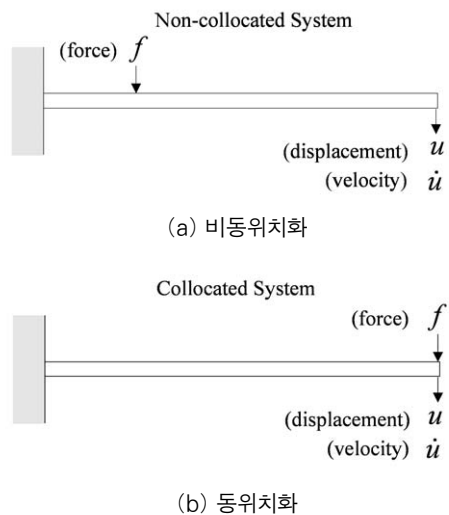 Non-collocated System
(force) f
(displacement) u
(velocity) u̇
(a) 비동위치화
Collocated System
(force) f
(displacement) u
(velocity) u̇
(b) 동위치화